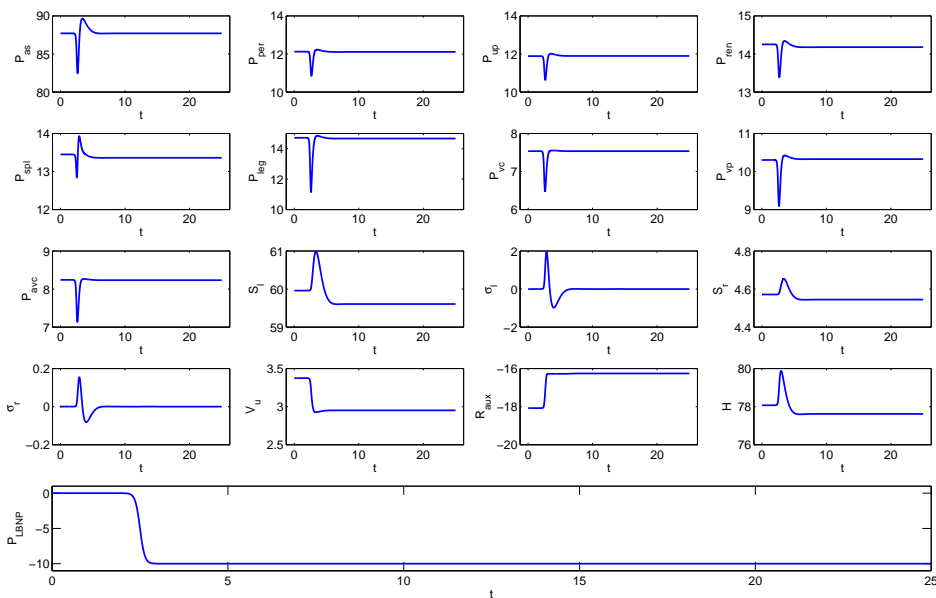 90
85
80
P_as
0 10 20
t
14
12
10
P_per
0 10 20
t
14
12
10
P_up
0 10 20
t
15
14
13
P_ren
0 10 20
t
14
13
12
P_spl
0 10 20
t
14
12
10
P_leg
0 10 20
t
8
7
6
P_vc
0 10 20
t
11
10
9
P_vp
0 10 20
t
9
8
7
P_avc
0 10 20
t
61
60
59
S_l
0 10 20
t
2
0
−2
σ_l
0 10 20
t
4.8
4.6
4.4
S_r
0 10 20
t
0.2
0
−0.2
σ_r
0 10 20
t
3.5
3
2.5
V_u
0 10 20
t
−16
−18
−20
R_aux
0 10 20
t
80
78
76
H
0 10 20
t
0
−5
−10
P_LBNP
0 5 10 15 20 25
t